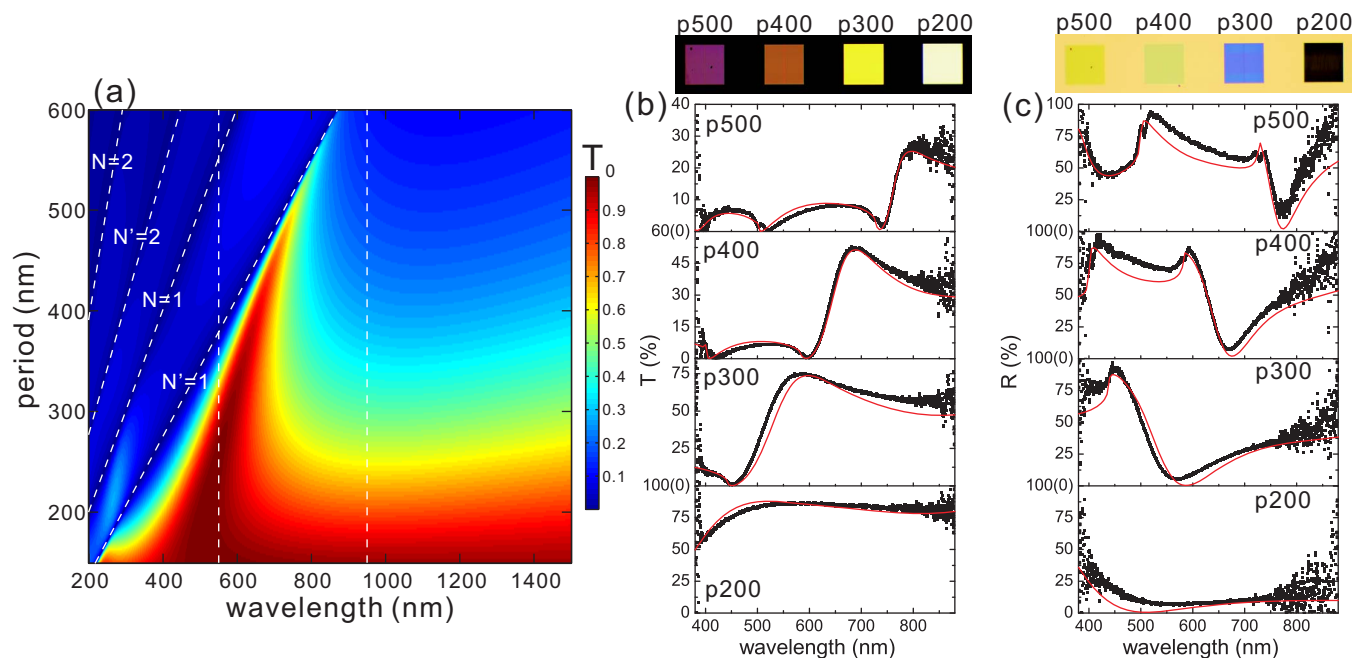 p500 p400 p300 p200
p500 p400 p300 p200
(a)
600
500
400
300
200
period (nm)
N=2
N'=2
N=1
N'=1
200 400 600 800 1000 1200 1400
wavelength (nm)
T0
0.9
0.8
0.7
0.6
0.5
0.4
0.3
0.2
0.1
(b)
40
30
20
10
60(0)
45
30
15
100(0)
75
50
25
100(0)
75
50
25
0
T (%)
p500
p400
p300
p200
400 500 600 700 800
wavelength (nm)
(c)
100
75
50
25
100(0)
75
50
25
100(0)
75
50
25
100(0)
75
50
25
0
R (%)
p500
p400
p300
p200
400 500 600 700 800
wavelength (nm)